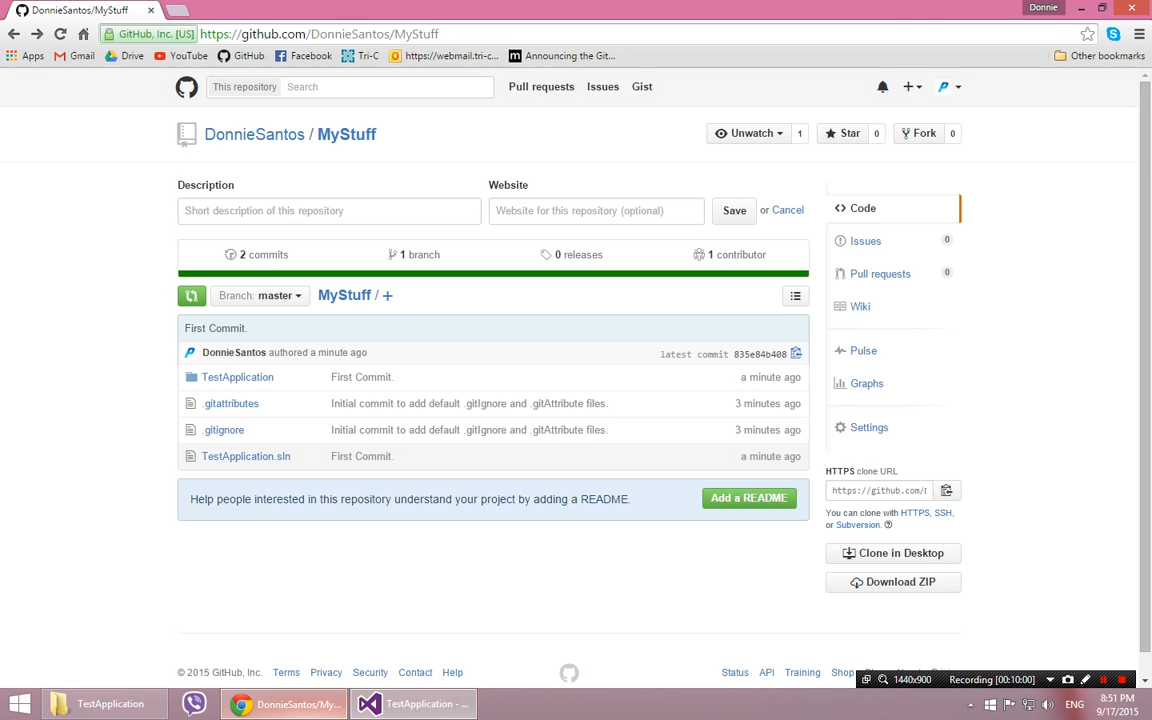 DonnieSantos/MyStuff
Donnie
GitHub, Inc. [US] https://github.com/DonnieSantos/MyStuff
Apps Gmail Drive YouTube GitHub Facebook Tri-C https://webmail.tri-c... Announcing the Git... Other bookmarks
This repository Search Pull requests Issues Gist
DonnieSantos / MyStuff Unwatch 1 Star 0 Fork 0
Description Website
Short description of this repository Website for this repository (optional) Save or Cancel
Code
Issues 0
Pull requests 0
Wiki
Pulse
Graphs
Settings
2 commits 1 branch 0 releases 1 contributor
Branch: master MyStuff / +
First Commit.
DonnieSantos authored a minute ago latest commit 835e84b408
TestApplication First Commit. a minute ago
.gitattributes Initial commit to add default .gitIgnore and .gitAttribute files. 3 minutes ago
.gitignore Initial commit to add default .gitIgnore and .gitAttribute files. 3 minutes ago
TestApplication.sln First Commit. a minute ago
Help people interested in this repository understand your project by adding a README. Add a README
HTTPS clone URL
https://github.com/
You can clone with HTTPS, SSH,
or Subversion.
Clone in Desktop
Download ZIP
© 2015 GitHub, Inc. Terms Privacy Security Contact Help Status API Training Shop
1440x900 Recording [00:10:00]
TestApplication DonnieSantos/My... TestApplication - ... ENG 8:51 PM
9/17/2015